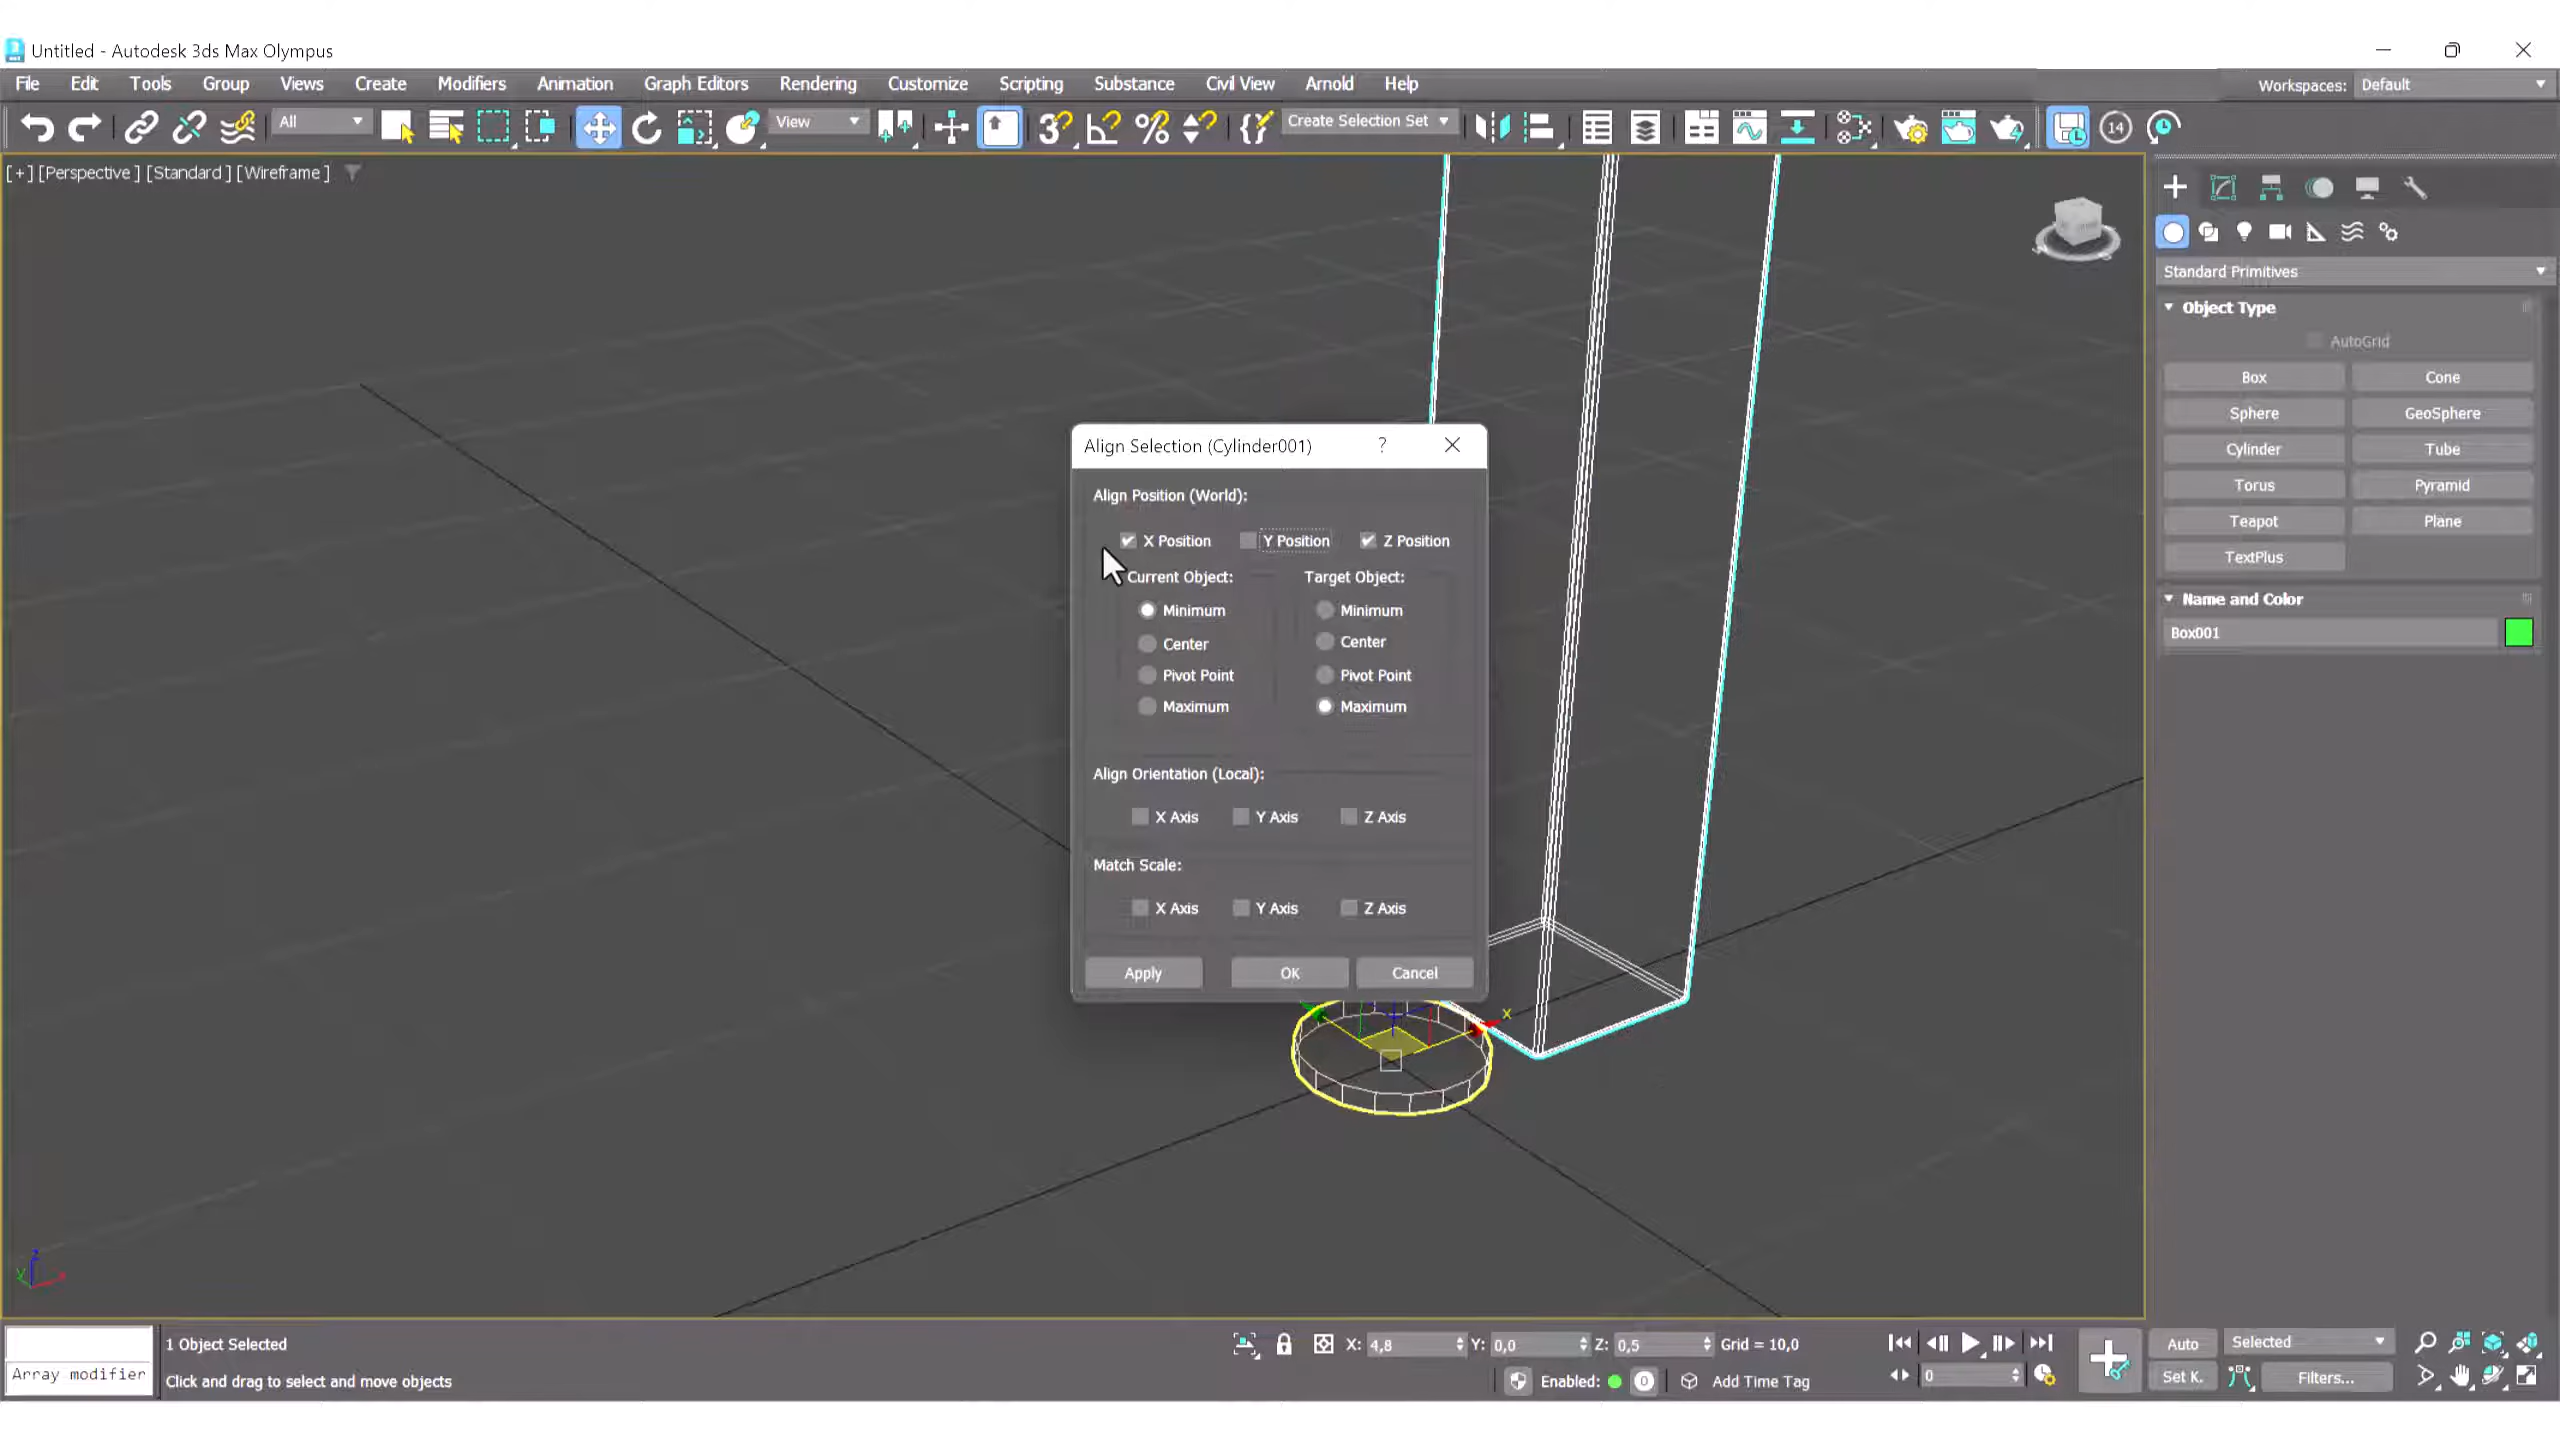 Untitled - Autodesk 3ds Max Olympus
File Edit Tools Group Views Create Modifiers Animation Graph Editors Rendering Customize Scripting Substance Civil View Arnold Help
Workspaces: Default
All
View
Create Selection Set
14
[+] [Perspective ] [Standard ] [Wireframe ]
Standard Primitives
Object Type
AutoGrid
Box Cone
Sphere GeoSphere
Cylinder Tube
Torus Pyramid
Teapot Plane
TextPlus
Name and Color
Box001
Align Selection (Cylinder001) ?
Align Position (World):
X Position Y Position Z Position
Current Object: Target Object:
Minimum Minimum
Center Center
Pivot Point Pivot Point
Maximum Maximum
Align Orientation (Local):
X Axis Y Axis Z Axis
Match Scale:
X Axis Y Axis Z Axis
Apply OK Cancel
x
z
y x
1 Object Selected
X: 4,8 Y: 0,0 Z: 0,5 Grid = 10,0
Auto Selected
Array modifier
Click and drag to select and move objects
Enabled: 0 Add Time Tag
0
Set K. Filters...